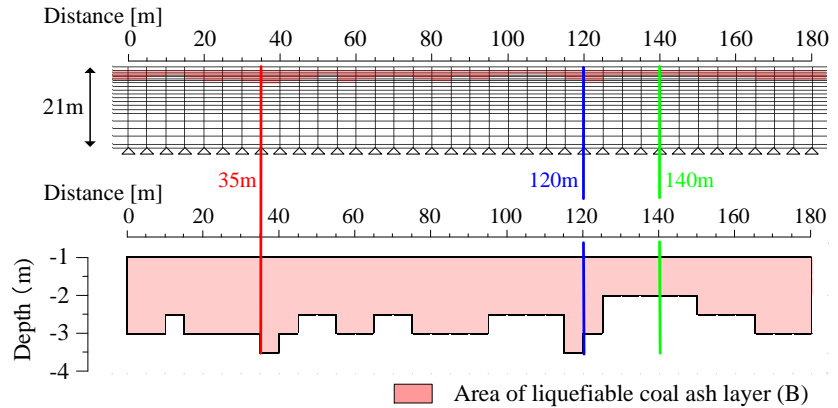 Distance [m]
0 20 40 60 80 100 120 140 160 180
21m
35m 120m 140m
Distance [m]
0 20 40 60 80 100 120 140 160 180
Depth (m)
-1
-2
-3
-4
Area of liquefiable coal ash layer (B)